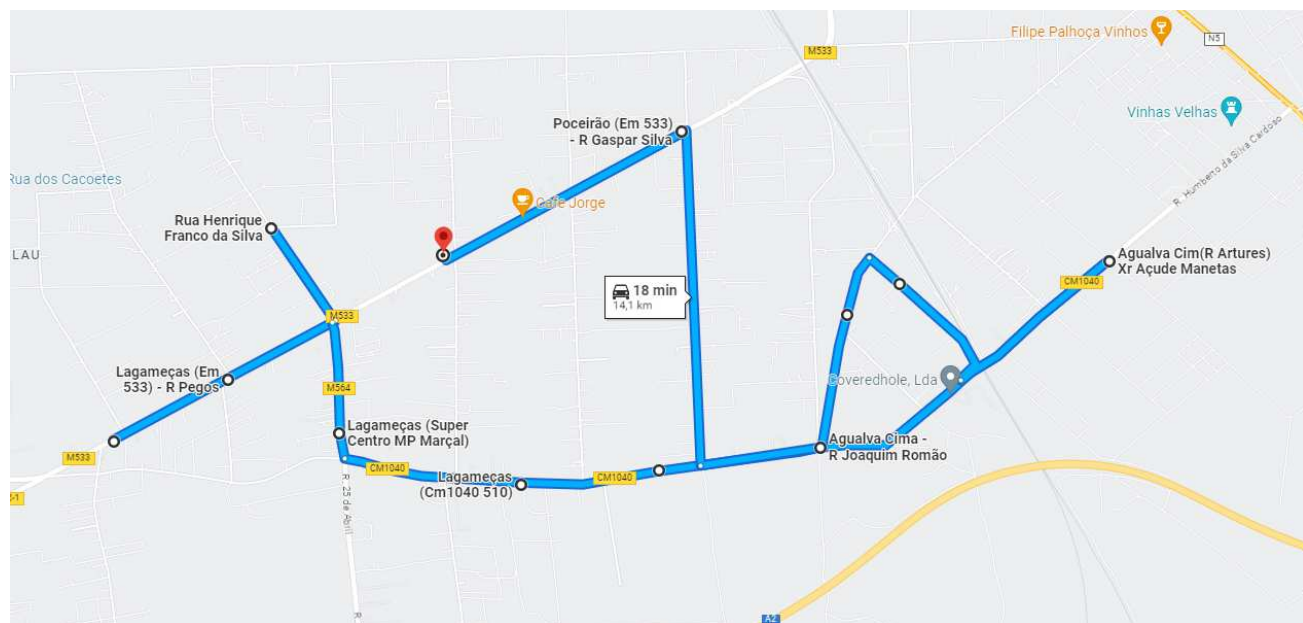 Filipe Palhoça Vinhos
N5
M533
Vinhas Velhas
Poceirão (Em 533)
- R Gaspar Silva
R. Humberto da Silva Cardoso
Rua dos Cacoetes
Cafe Jorge
Rua Henrique
Franco da Silva
LAU
Agualva Cim(R Artures)
Xr Açude Manetas
CM1040
18 min
14,1 km
M533
Lagameças (Em
533) - R Pegos
M564
Coveredhole, Lda
Lagameças (Super
Centro MP Marçal)
Agualva Cima -
R Joaquim Romão
M533
CM1040
Lagameças
(Cm1040 510)
CM1040
R. 25 de Abril
A2